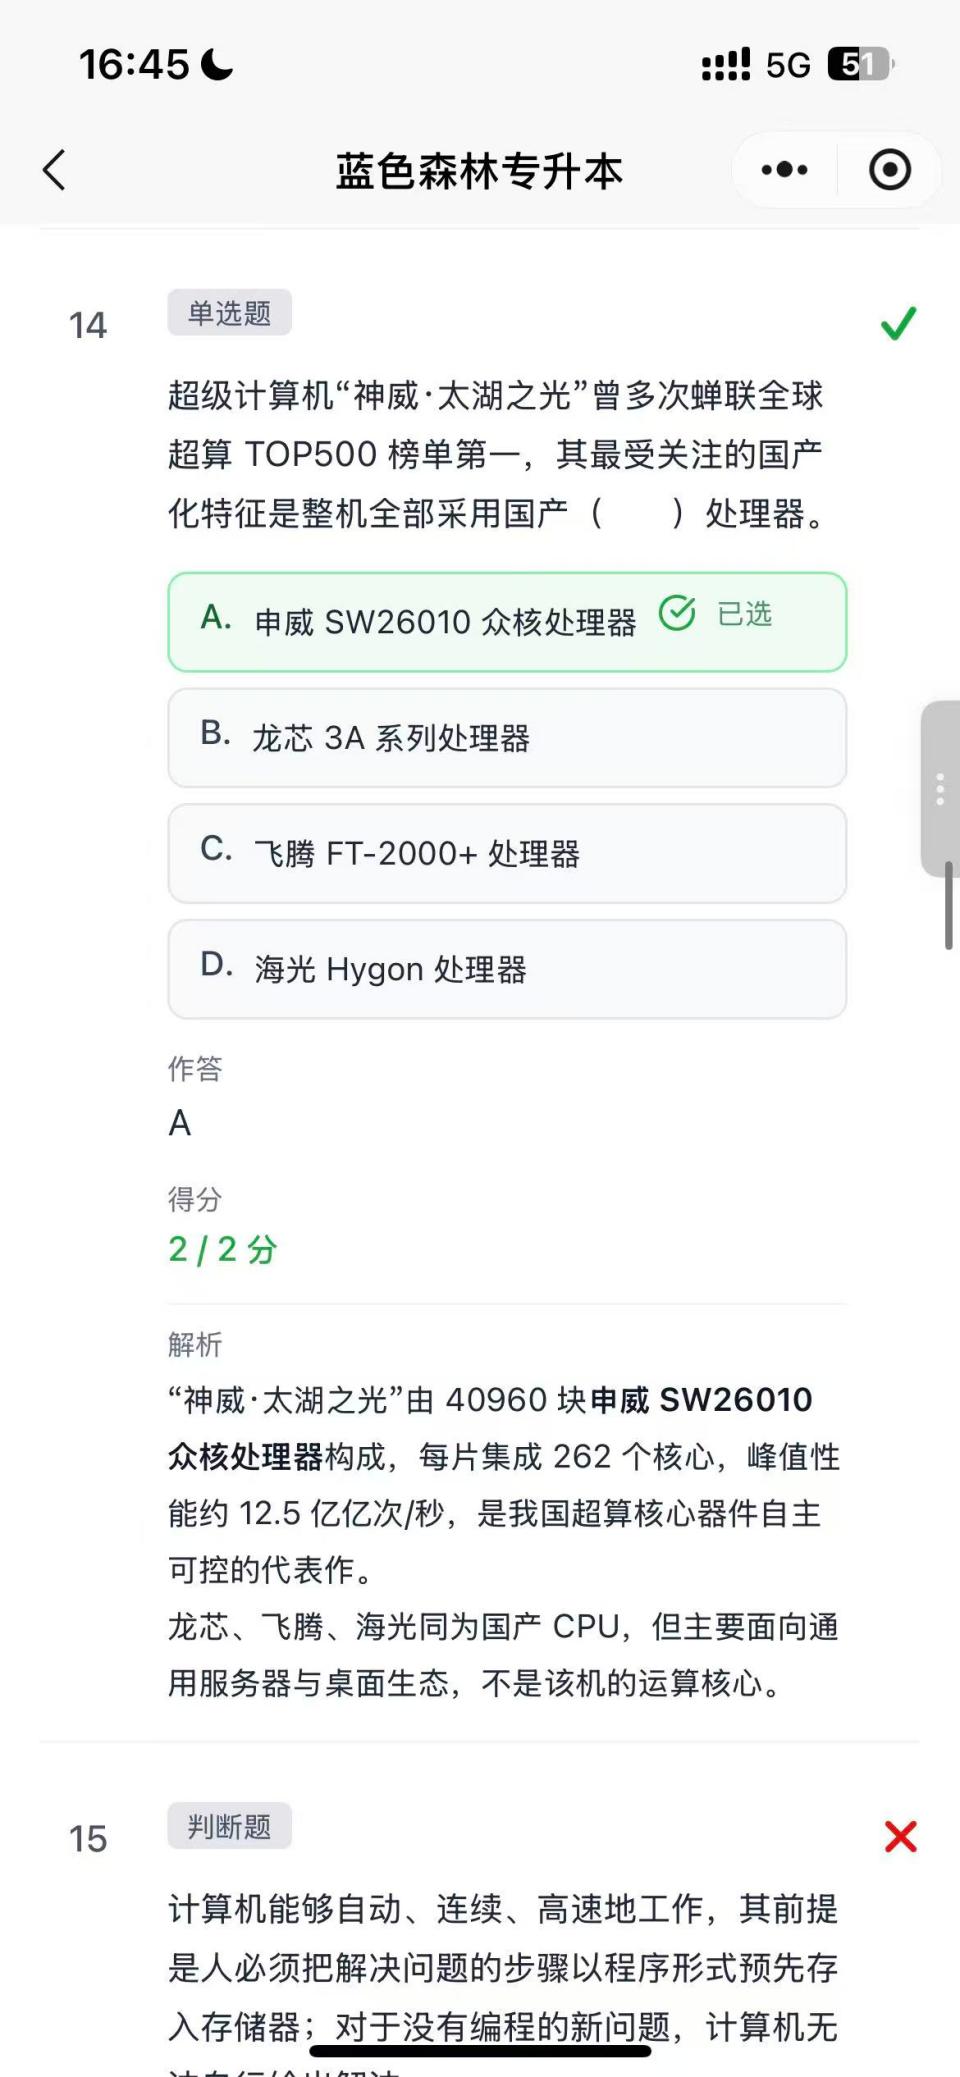 16:45
5G
51
蓝色森林专升本
14
单选题
超级计算机“神威·太湖之光”曾多次蝉联全球
超算 TOP500 榜单第一，其最受关注的国产
化特征是整机全部采用国产（　　）处理器。
A. 申威 SW26010 众核处理器 已选
B. 龙芯 3A 系列处理器
C. 飞腾 FT-2000+ 处理器
D. 海光 Hygon 处理器
作答
A
得分
2 / 2 分
解析
“神威·太湖之光”由 40960 块申威 SW26010
众核处理器构成，每片集成 262 个核心，峰值性
能约 12.5 亿亿次/秒，是我国超算核心器件自主
可控的代表作。
龙芯、飞腾、海光同为国产 CPU，但主要面向通
用服务器与桌面生态，不是该机的运算核心。
15
判断题
计算机能够自动、连续、高速地工作，其前提
是人必须把解决问题的步骤以程序形式预先存
入存储器；对于没有编程的新问题，计算机无